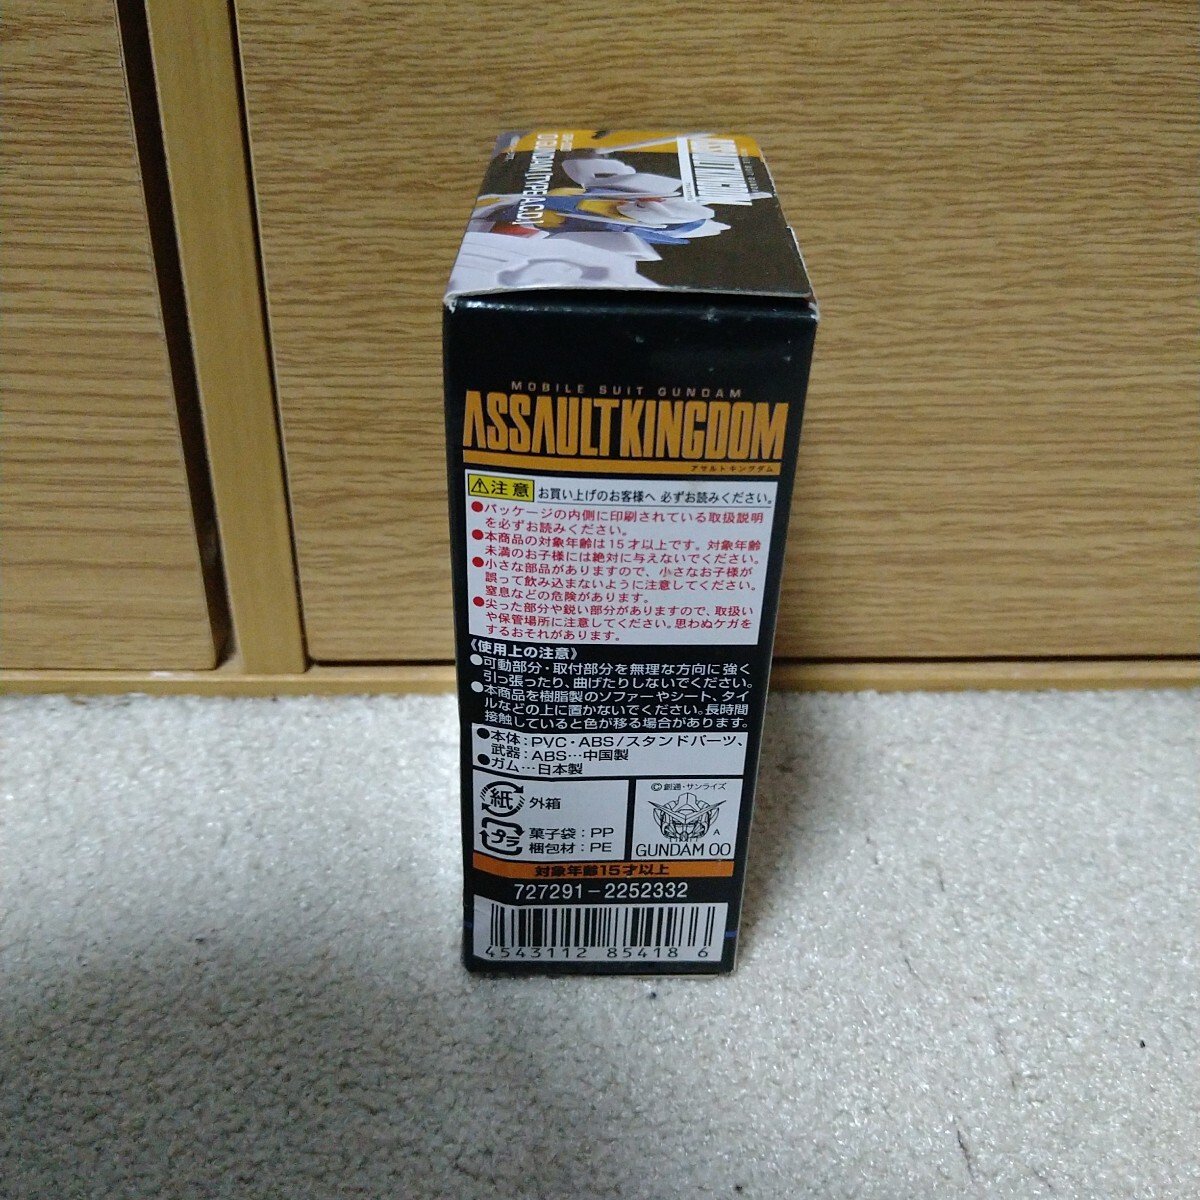 O GUNDAM [TYPE A.C.D.]
ASSAULT KINGDOM
MOBILE SUIT GUNDAM
ASSAULT KINGDOM
アサルトキングダム
注意 お買い上げのお客様へ 必ずお読みください。
●パッケージの内側に印刷されている取扱説明
を必ずお読みください。
●本商品の対象年齢は15才以上です。対象年齢
未満のお子様には絶対に与えないでください。
●小さな部品がありますので、小さなお子様が
誤って飲み込まないように注意してください。
窒息などの危険があります。
●尖った部分や鋭い部分がありますので、取扱い
や保管場所に注意してください。思わぬケガを
するおそれがあります。
《使用上の注意》
●可動部分・取付部分を無理な方向に強く
引っ張ったり、曲げたりしないでください。
●本商品を樹脂製のソファーやシート、タイ
ルなどの上に置かないでください。長時間
接触していると色が移る場合があります。
●本体：PVC・ABS/スタンドパーツ、
武器：ABS…中国製
●ガム…日本製
紙 外箱
プラ 菓子袋：PP
梱包材：PE
©創通・サンライズ
A
GUNDAM 00
対象年齢15才以上
727291-2252332
4543112 854186